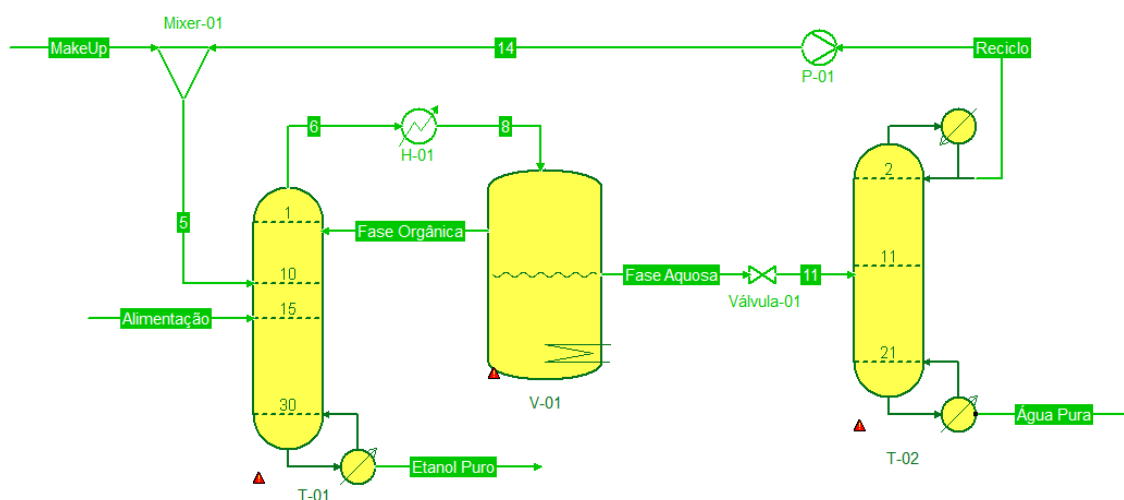 Mixer-01
MakeUp
14
Reciclo
P-01
6
8
H-01
2
1
5
Fase Orgânica
10
Fase Aquosa
11
11
Válvula-01
15
Alimentação
21
30
V-01
Água Pura
Etanol Puro
T-02
T-01